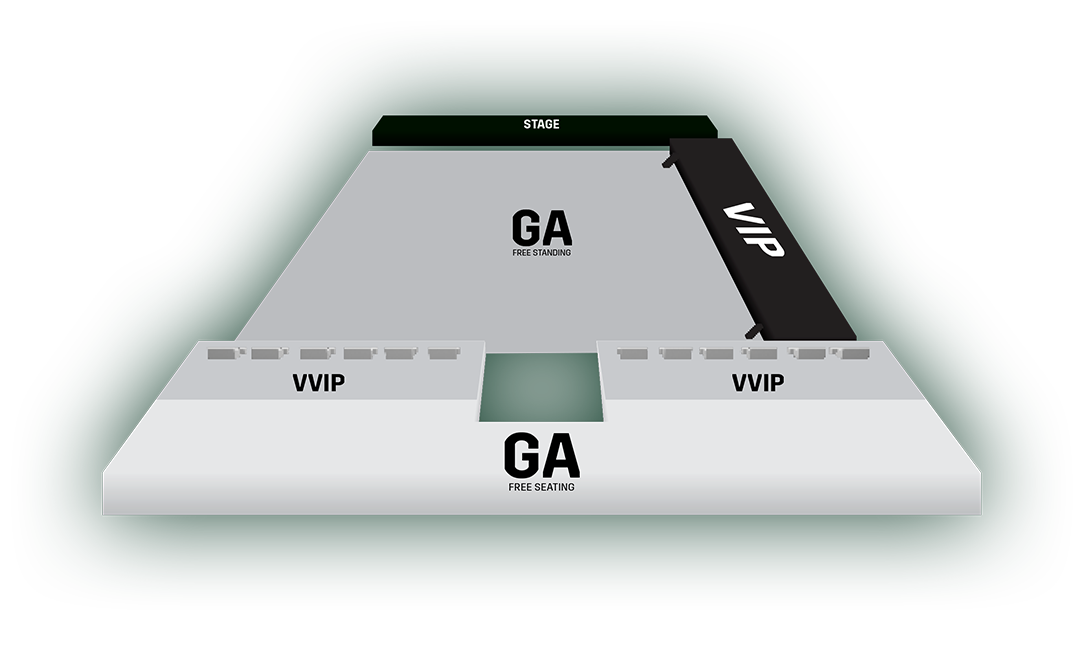 STAGE
GA
FREE STANDING
VIP
VVIP
VVIP
GA
FREE SEATING